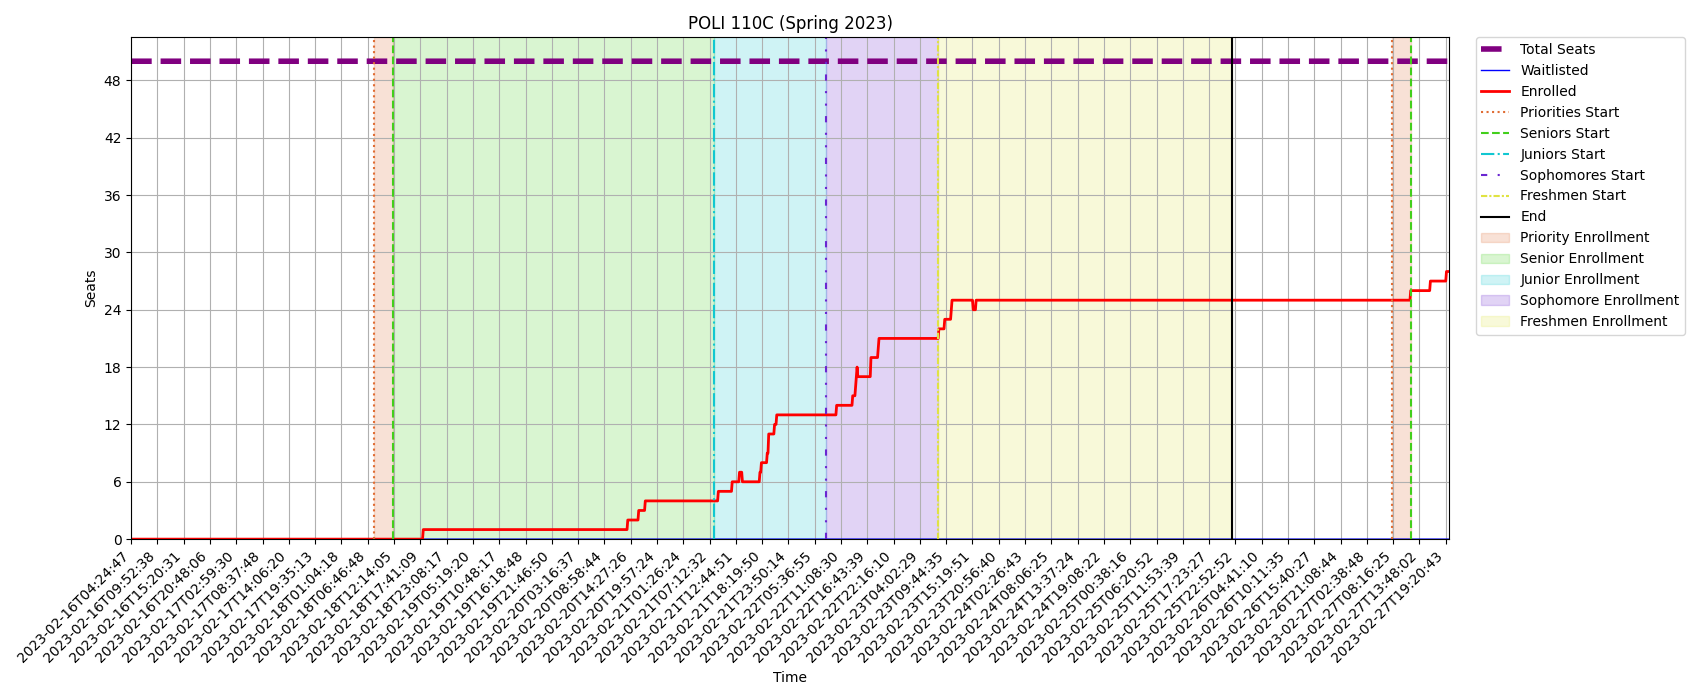 POLI 110C (Spring 2023)
Seats
48
42
36
30
24
18
12
6
0
2023-02-16T04:24:47
2023-02-16T09:52:38
2023-02-16T15:20:31
2023-02-16T20:48:06
2023-02-17T02:59:30
2023-02-17T08:37:48
2023-02-17T14:06:20
2023-02-17T19:35:13
2023-02-18T01:04:18
2023-02-18T06:46:48
2023-02-18T12:14:05
2023-02-18T17:41:09
2023-02-18T23:08:17
2023-02-19T05:19:20
2023-02-19T10:48:17
2023-02-19T16:18:48
2023-02-19T21:46:50
2023-02-20T03:16:37
2023-02-20T08:58:44
2023-02-20T14:27:26
2023-02-20T19:57:24
2023-02-21T01:26:24
2023-02-21T07:12:32
2023-02-21T12:44:51
2023-02-21T18:19:50
2023-02-21T23:50:14
2023-02-22T05:36:55
2023-02-22T11:08:30
2023-02-22T16:43:39
2023-02-22T22:16:10
2023-02-23T04:02:29
2023-02-23T09:44:35
2023-02-23T15:19:51
2023-02-23T20:56:40
2023-02-24T02:26:43
2023-02-24T08:06:25
2023-02-24T13:37:24
2023-02-24T19:08:22
2023-02-25T00:38:16
2023-02-25T06:20:52
2023-02-25T11:53:39
2023-02-25T17:23:27
2023-02-25T22:52:52
2023-02-26T04:41:10
2023-02-26T10:11:35
2023-02-26T15:40:27
2023-02-26T21:08:44
2023-02-27T02:38:48
2023-02-27T08:16:25
2023-02-27T13:48:02
2023-02-27T19:20:43
Time
Total Seats
Waitlisted
Enrolled
Priorities Start
Seniors Start
Juniors Start
Sophomores Start
Freshmen Start
End
Priority Enrollment
Senior Enrollment
Junior Enrollment
Sophomore Enrollment
Freshmen Enrollment